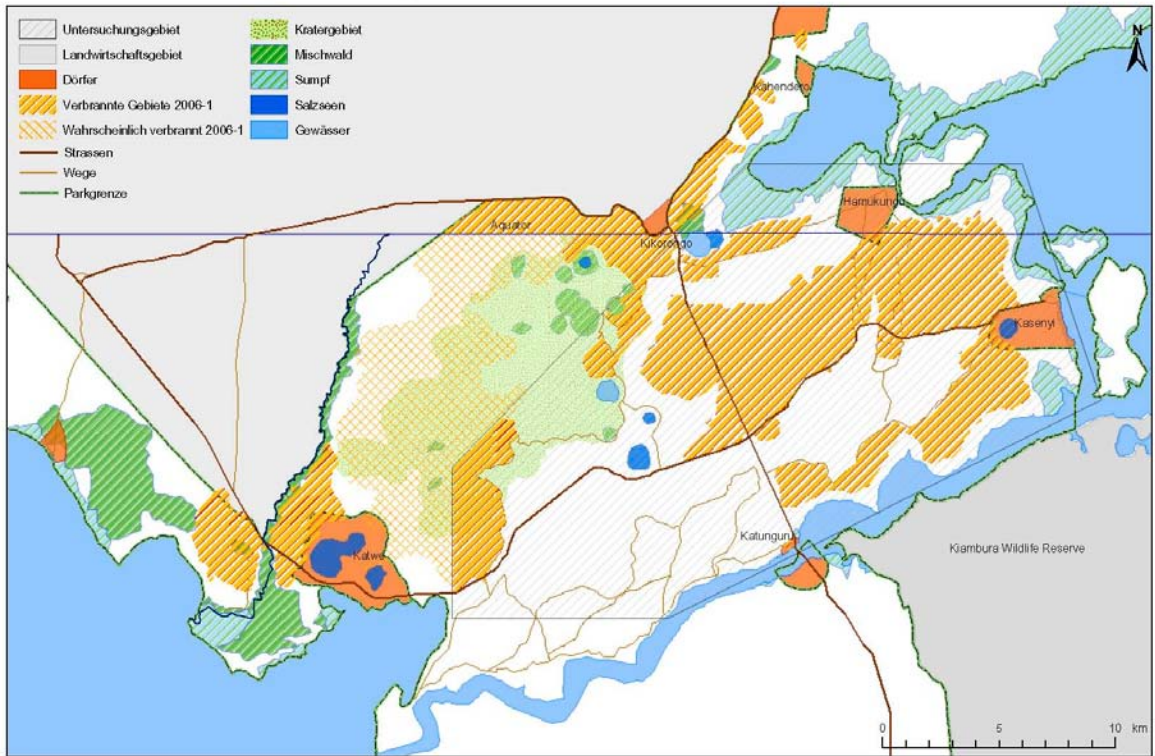 Untersuchungsgebiet
Landwirtschaftsgebiet
Dörfer
Verbrannte Gebiete 2006-1
Wahrscheinlich verbrannt 2006-1
Strassen
Wege
Parkgrenze
Kratergebiet
Mischwald
Sumpf
Salzseen
Gewässer
N
Kahendero
Hamukungu
Äquator
Kikorongo
Kasenyi
Katunguru
Katwe
Kiambura Wildlife Reserve
0 5 10 km